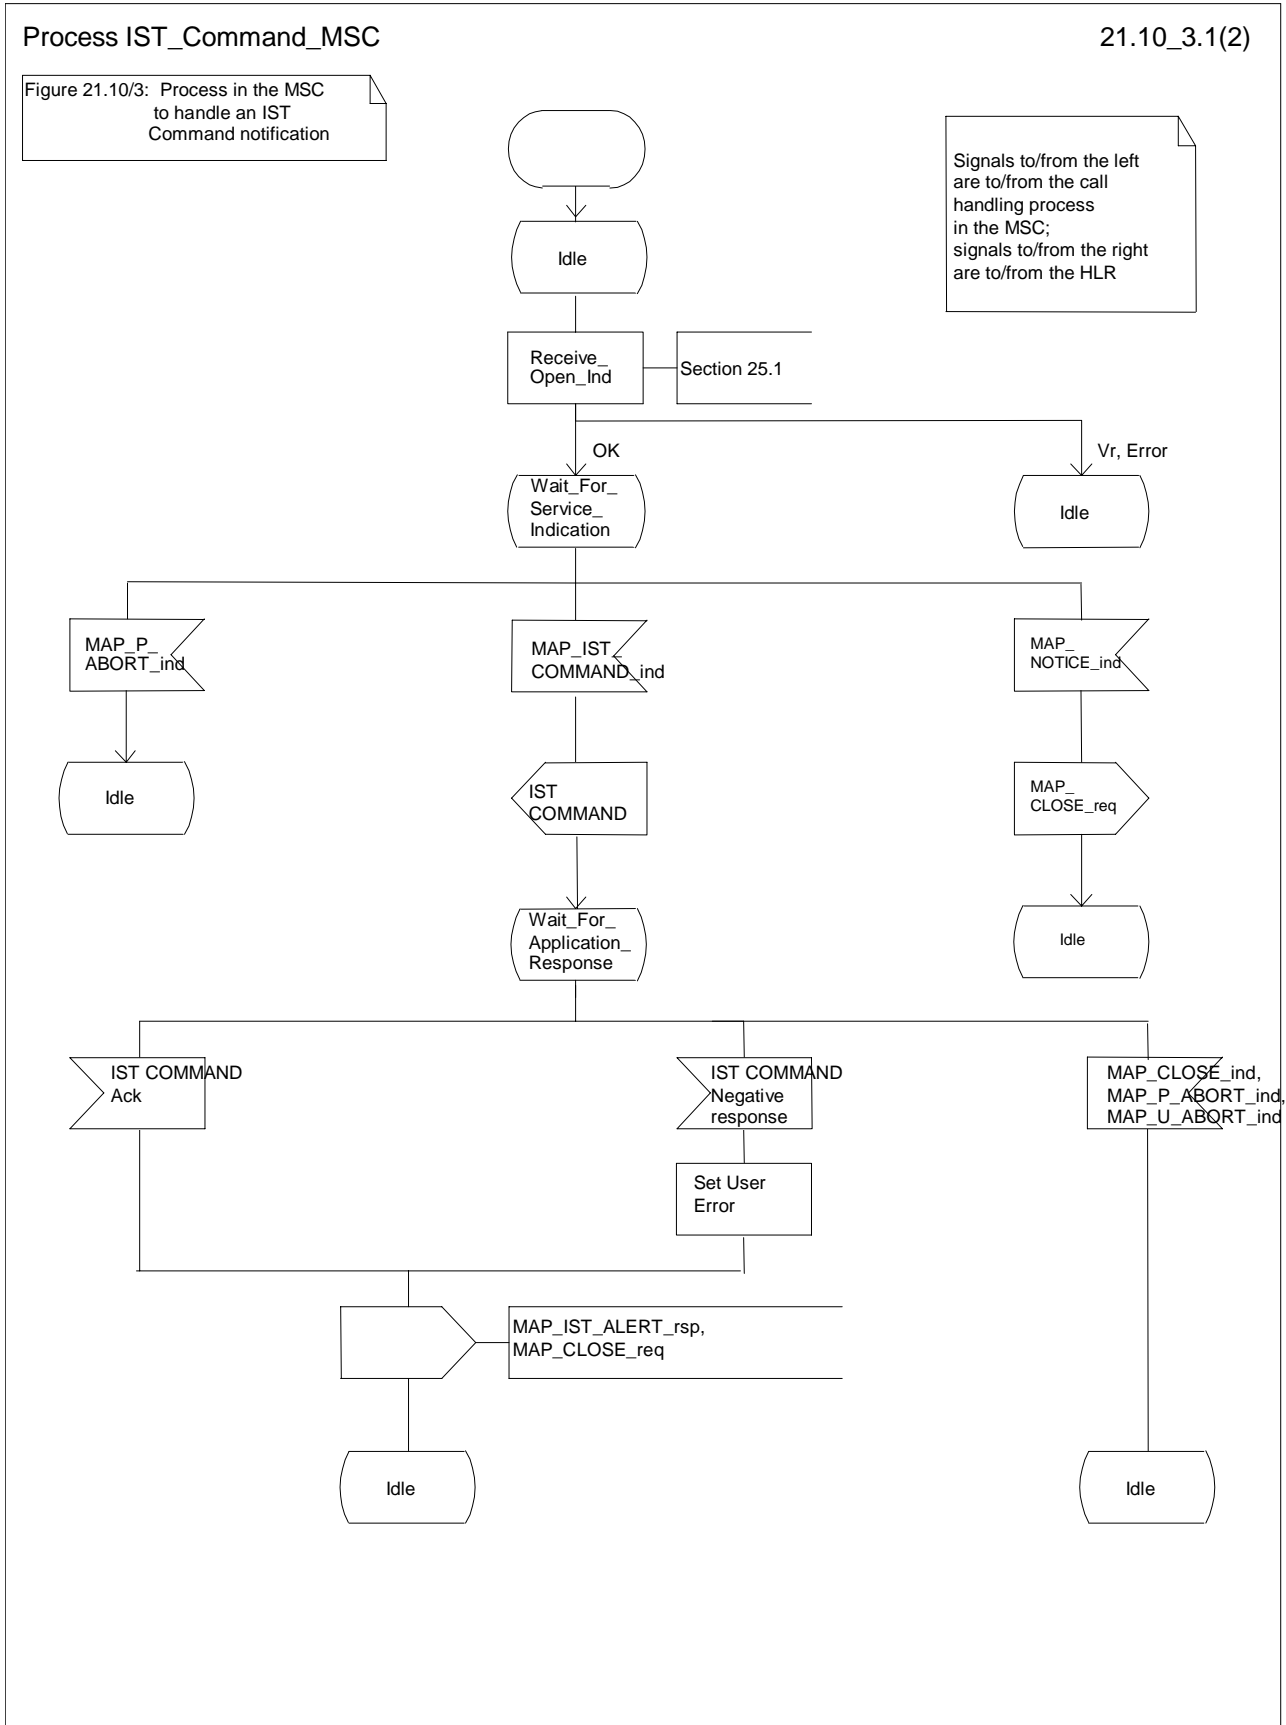 Process IST_Command_MSC
21.10_3.1(2)
Figure 21.10/3: Process in the MSC
to handle an IST
Command notification
Signals to/from the left
are to/from the call
handling process
in the MSC;
signals to/from the right
are to/from the HLR
Idle
Receive_
Open_Ind
Section 25.1
OK
Vr, Error
Wait_For_
Service_
Indication
Idle
MAP_P_
ABORT_ind
MAP_IST_
COMMAND_ind
MAP_
NOTICE_ind
Idle
IST
COMMAND
MAP_
CLOSE_req
Wait_For_
Application_
Response
Idle
IST COMMAND
Ack
IST COMMAND
Negative
response
MAP_CLOSE_ind,
MAP_P_ABORT_ind,
MAP_U_ABORT_ind
Set User
Error
MAP_IST_ALERT_rsp,
MAP_CLOSE_req
Idle
Idle